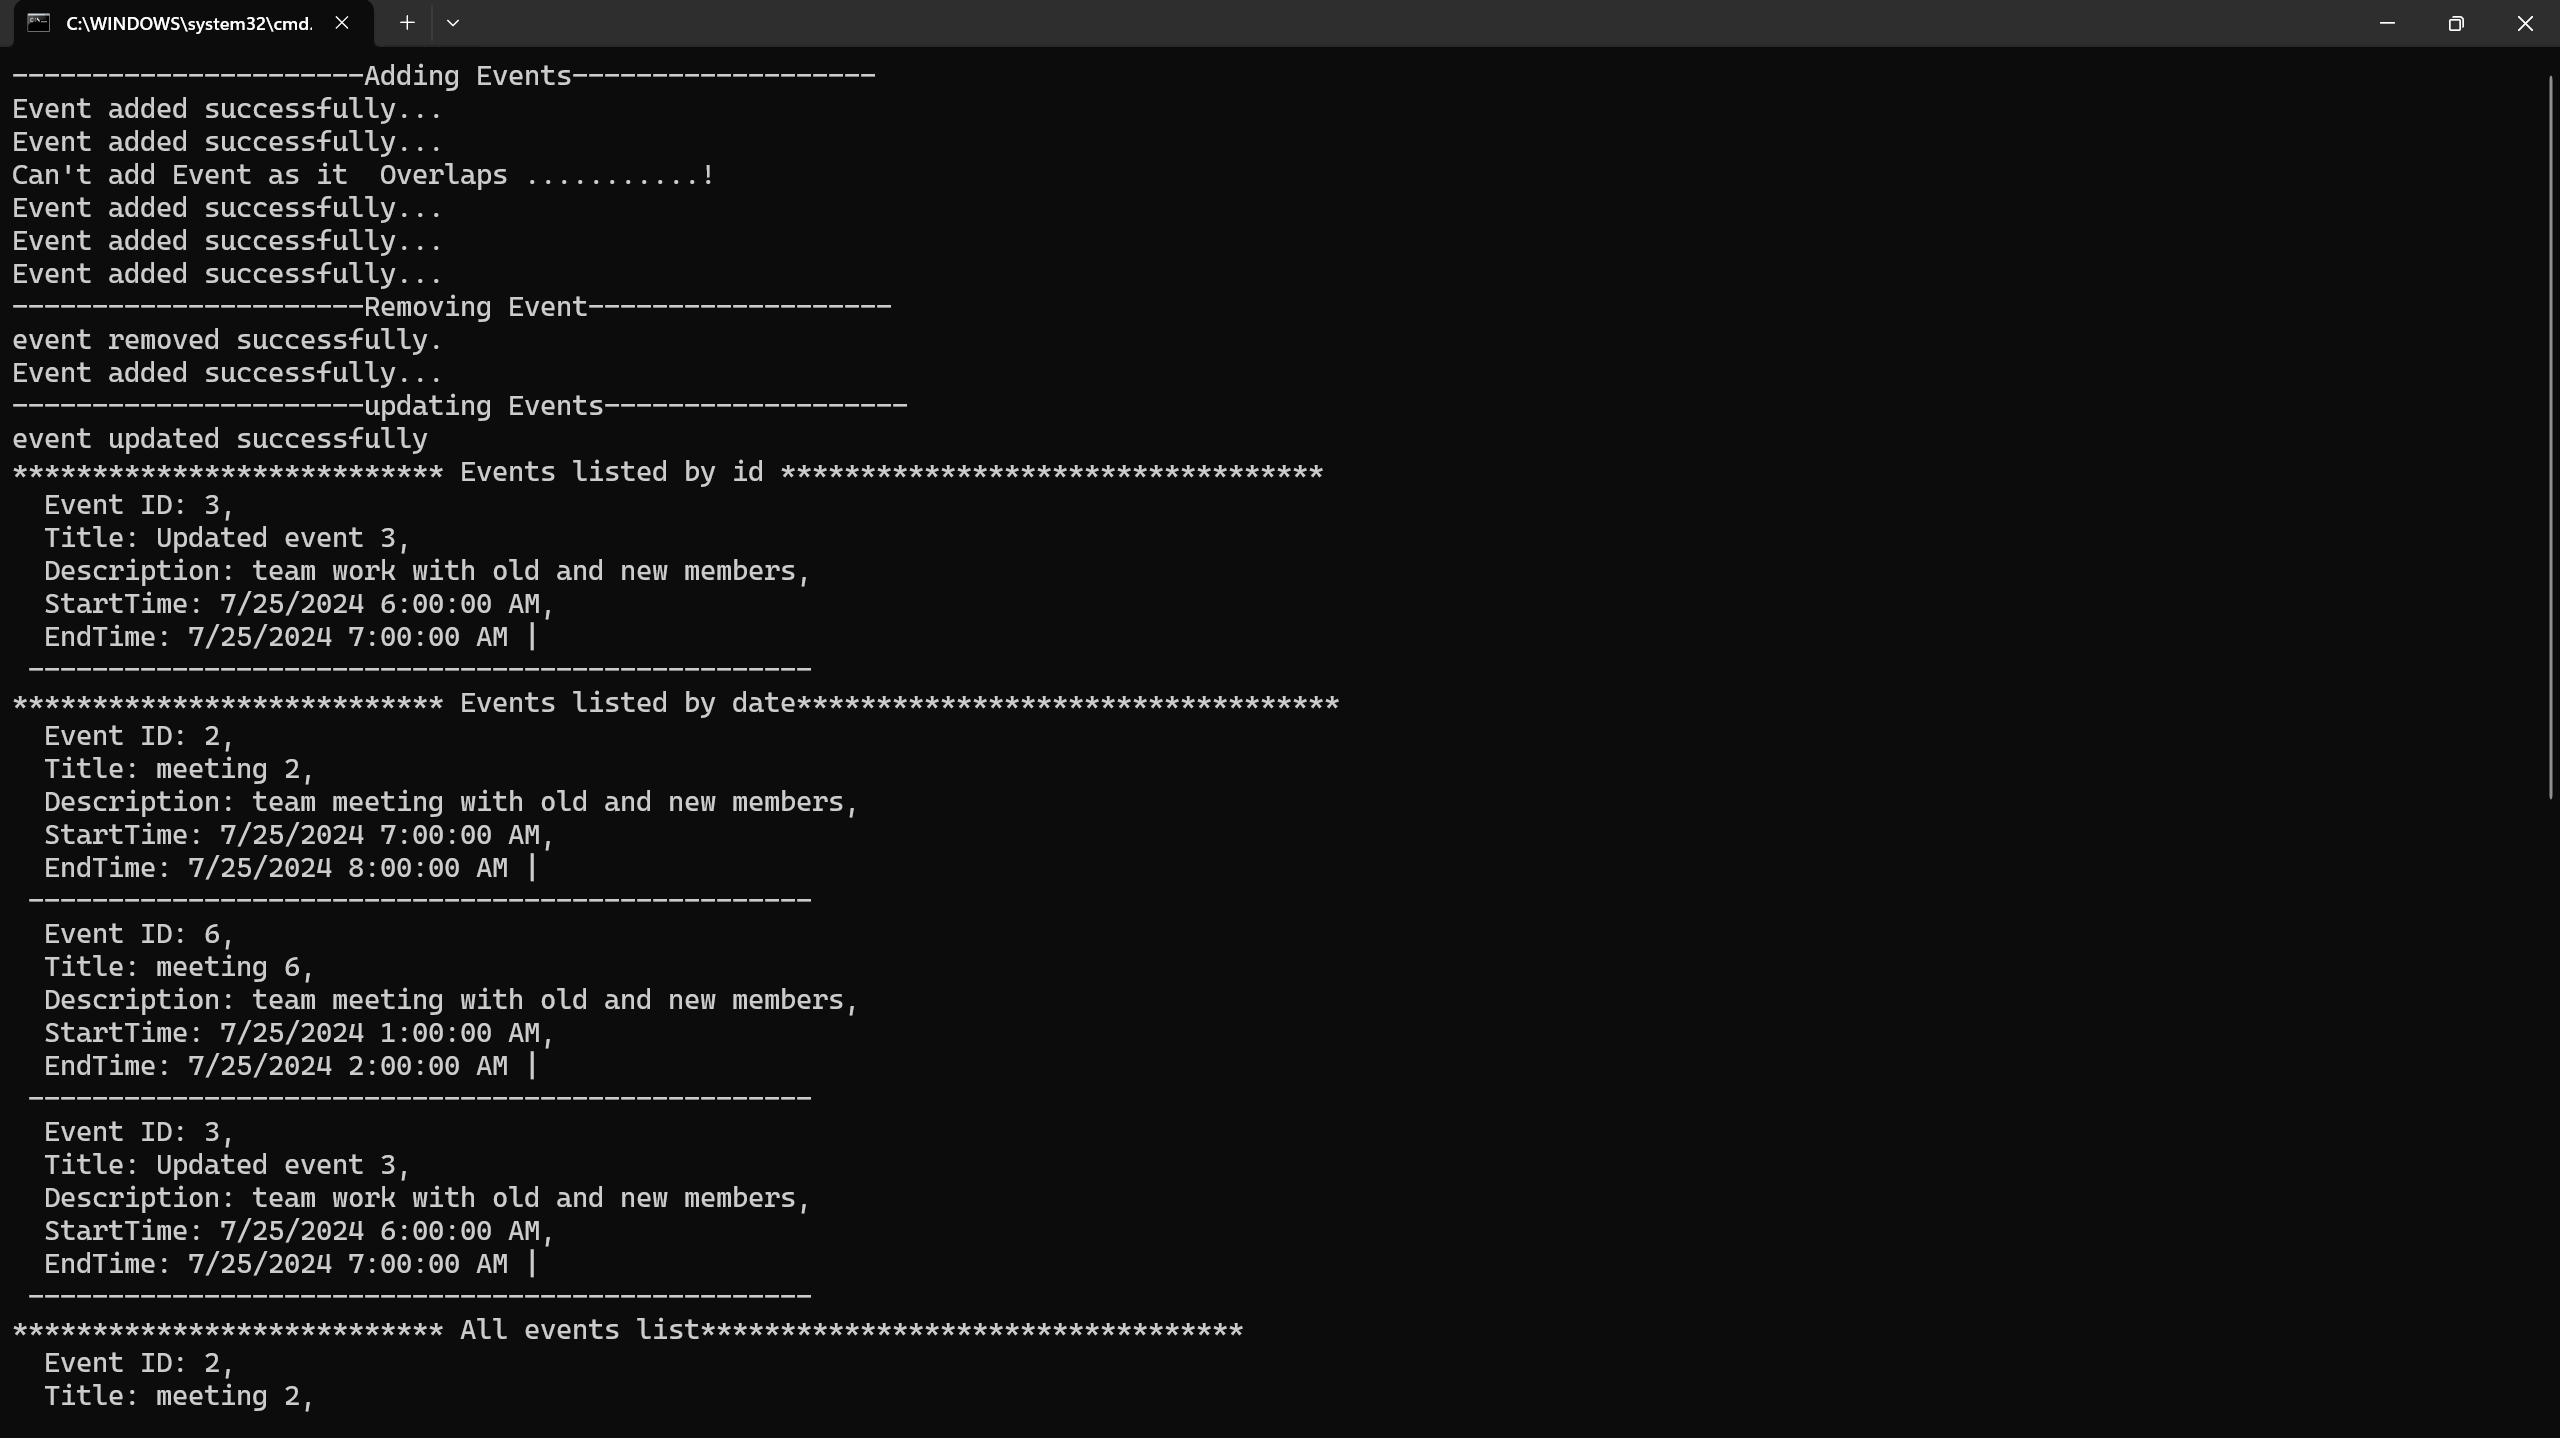 C:\WINDOWS\system32\cmd.
----------------------Adding Events-------------------
Event added successfully...
Event added successfully...
Can't add Event as it  Overlaps ...........!
Event added successfully...
Event added successfully...
Event added successfully...
----------------------Removing Event-------------------
event removed successfully.
Event added successfully...
----------------------updating Events-------------------
event updated successfully
*************************** Events listed by id **********************************
  Event ID: 3,
  Title: Updated event 3,
  Description: team work with old and new members,
  StartTime: 7/25/2024 6:00:00 AM,
  EndTime: 7/25/2024 7:00:00 AM |
 -------------------------------------------------
*************************** Events listed by date**********************************
  Event ID: 2,
  Title: meeting 2,
  Description: team meeting with old and new members,
  StartTime: 7/25/2024 7:00:00 AM,
  EndTime: 7/25/2024 8:00:00 AM |
 -------------------------------------------------
  Event ID: 6,
  Title: meeting 6,
  Description: team meeting with old and new members,
  StartTime: 7/25/2024 1:00:00 AM,
  EndTime: 7/25/2024 2:00:00 AM |
 -------------------------------------------------
  Event ID: 3,
  Title: Updated event 3,
  Description: team work with old and new members,
  StartTime: 7/25/2024 6:00:00 AM,
  EndTime: 7/25/2024 7:00:00 AM |
 -------------------------------------------------
*************************** All events list**********************************
  Event ID: 2,
  Title: meeting 2,